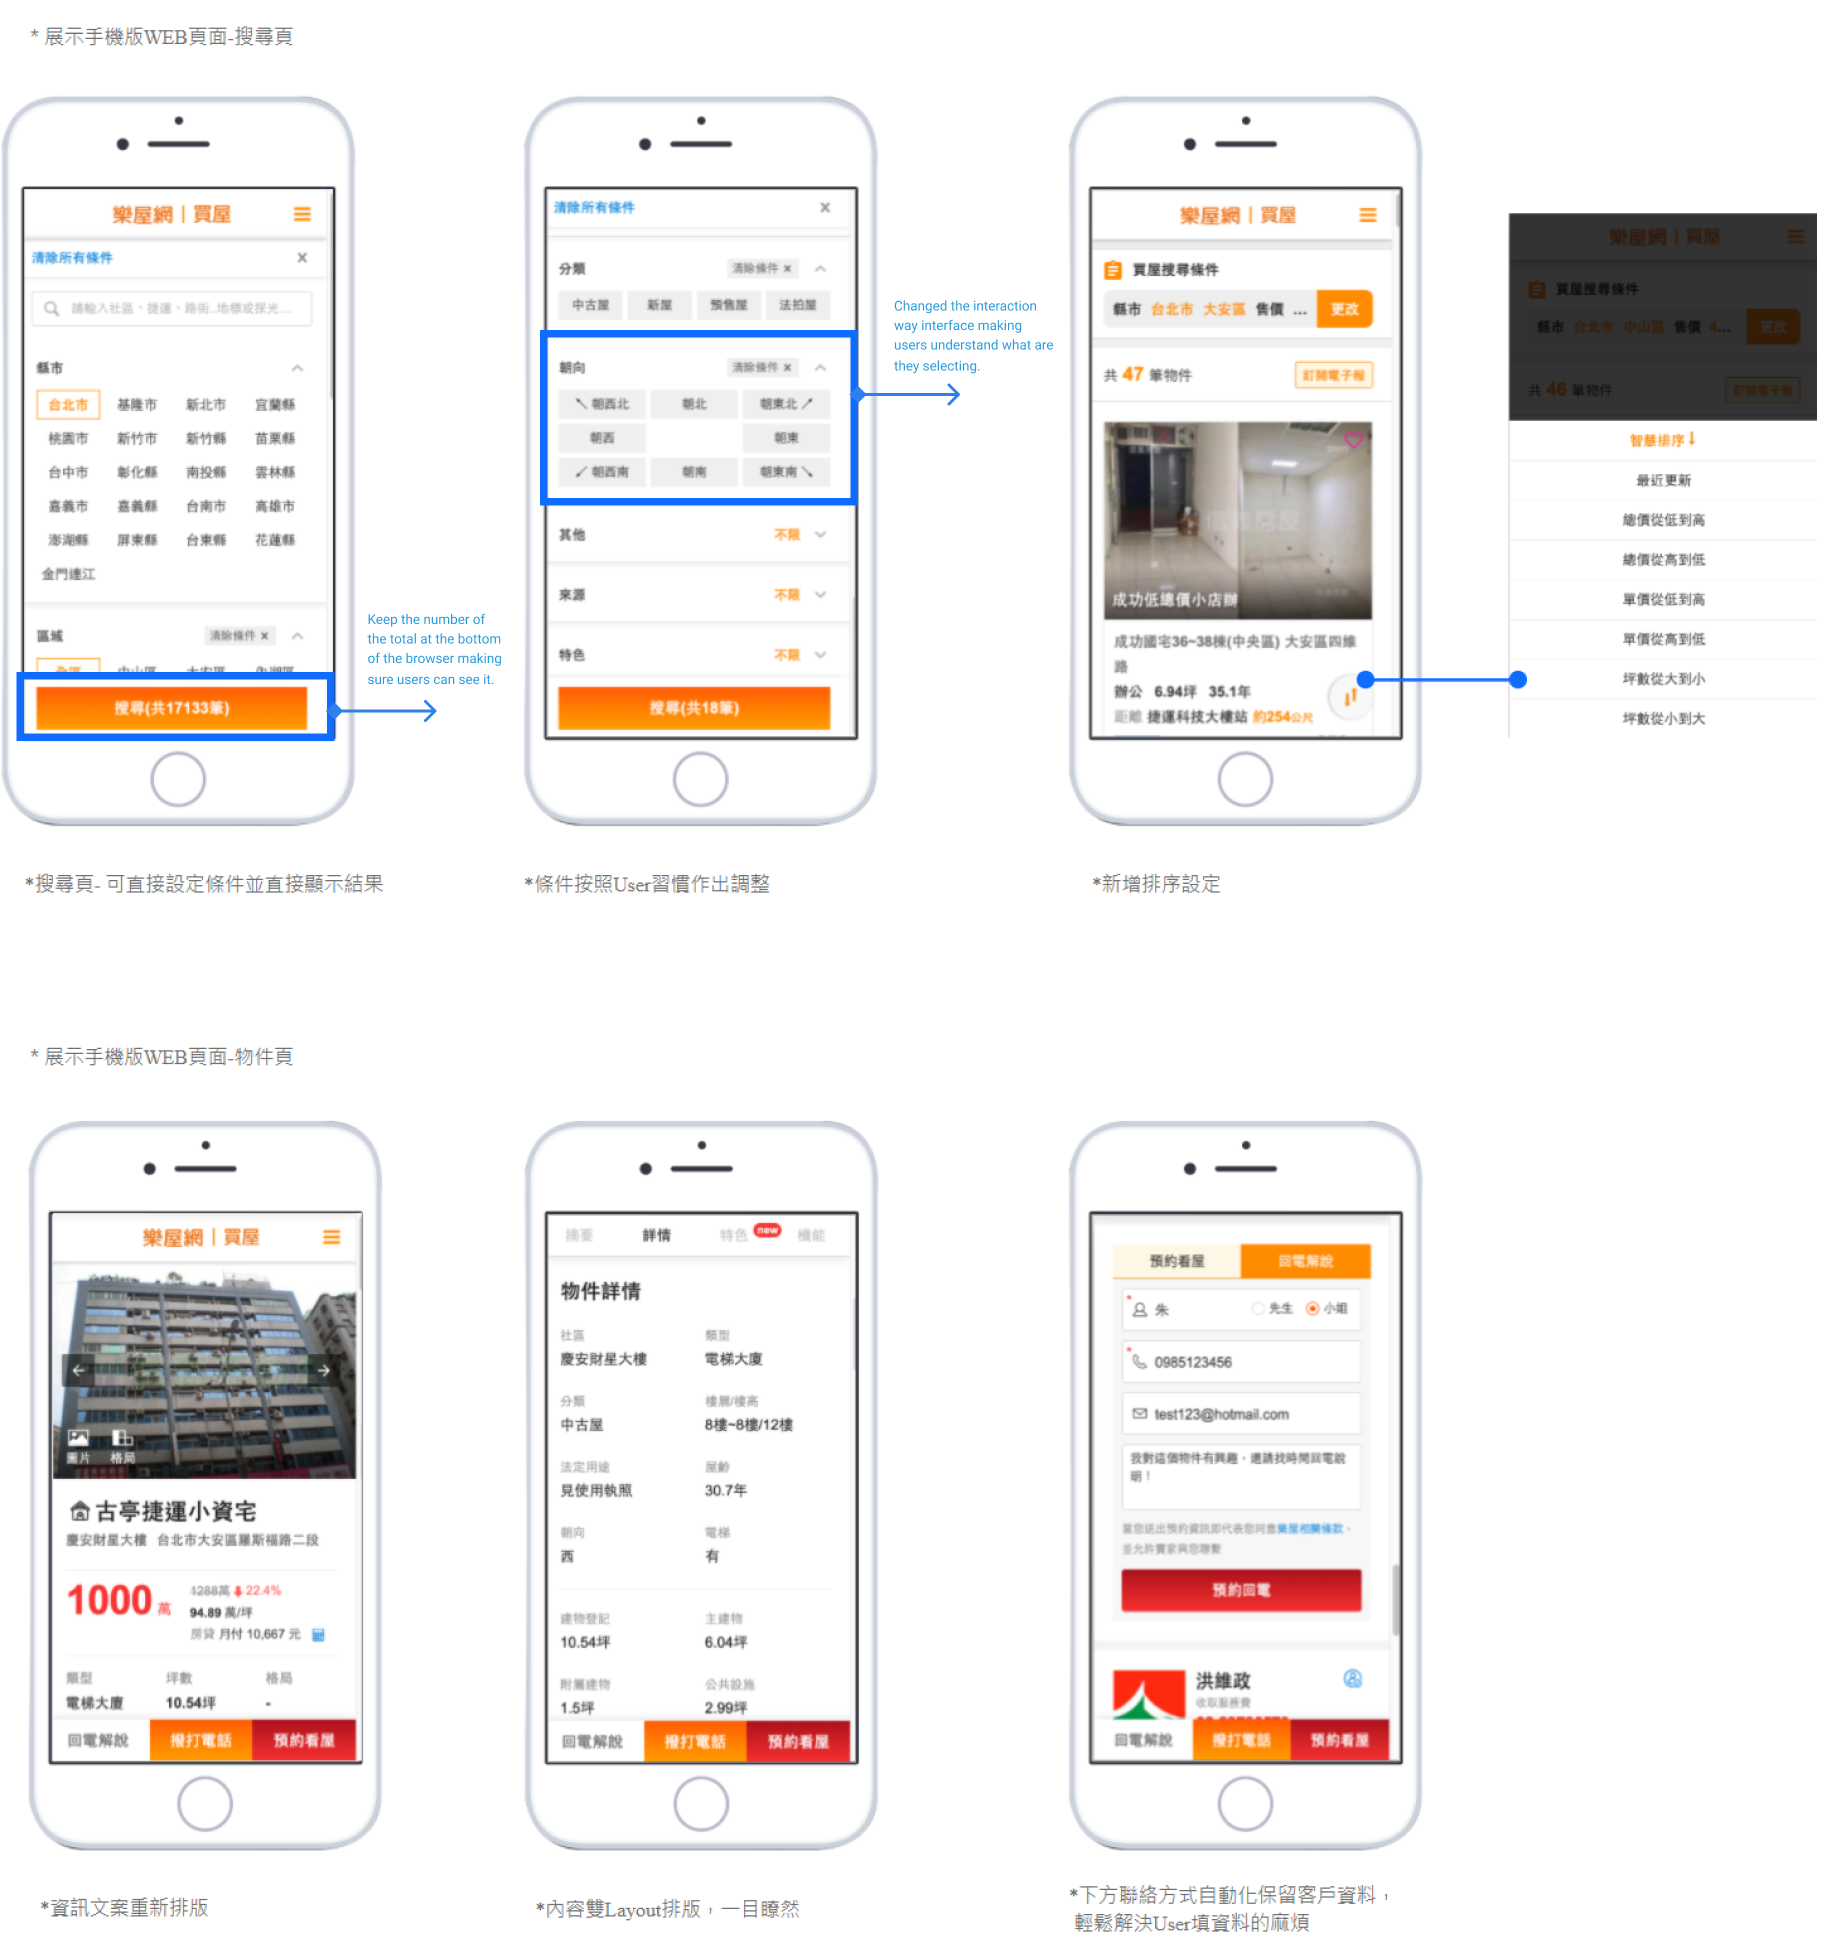 * 展示手機版WEB頁面-搜尋頁
樂屋網 | 買屋
清除所有條件 x
請輸入社區、捷運、路街..地標或採光...
縣市
台北市 基隆市 新北市 宜蘭縣
桃園市 新竹市 新竹縣 苗栗縣
台中市 彰化縣 南投縣 雲林縣
嘉義市 嘉義縣 台南市 高雄市
澎湖縣 屏東縣 台東縣 花蓮縣
金門連江
區域 清除條件 x
全區 中山區 大安區 內湖區
搜尋(共17133筆)
Keep the number of
the total at the bottom
of the browser making
sure users can see it.
清除所有條件 x
分類 清除條件 x
中古屋 新屋 預售屋 法拍屋
朝向 清除條件 x
朝西北 朝北 朝東北
朝西 朝東
朝西南 朝南 朝東南
其他 不限
來源 不限
特色 不限
搜尋(共18筆)
Changed the interaction
way interface making
users understand what are
they selecting.
樂屋網 | 買屋
買屋搜尋條件
縣市 台北市 大安區 售價 ... 更改
共 47 筆物件 訂閱電子報
成功低總價小店辦
成功國宅36~38棟(中央區) 大安區四維
路
辦公 6.94坪 35.1年
距離 捷運科技大樓站 約254公尺
樂屋網 | 買屋
買屋搜尋條件
縣市 台北市 中山區 售價 4... 更改
共 46 筆物件 訂閱電子報
智慧排序
最近更新
總價從低到高
總價從高到低
單價從低到高
單價從高到低
坪數從大到小
坪數從小到大
*搜尋頁- 可直接設定條件並直接顯示結果
*條件按照User習慣作出調整
*新增排序設定
* 展示手機版WEB頁面-物件頁
樂屋網 | 買屋
圖片 格局
古亭捷運小資宅
慶安財星大樓 台北市大安區羅斯福路二段
1000 萬
1288萬 22.4%
94.89 萬/坪
房貸 月付 10,667 元
類型 坪數 格局
電梯大廈 10.54坪 -
回電解說 撥打電話 預約看屋
摘要 詳情 特色 new 機能
物件詳情
社區 類型
慶安財星大樓 電梯大廈
分類 樓層/樓高
中古屋 8樓~8樓/12樓
法定用途 屋齡
見使用執照 30.7年
朝向 電梯
西 有
建物登記 主建物
10.54坪 6.04坪
附屬建物 公共設施
1.5坪 2.99坪
回電解說 撥打電話 預約看屋
預約看屋 回電解說
* 朱 先生 小姐
* 0985123456
test123@hotmail.com
我對這個物件有興趣，還請找時間回電說
明！
當您送出預約資訊即代表您同意樂屋相關條款，
並允許賣家與您聯繫
預約回電
洪維政
收取服務費
回電解說 撥打電話 預約看屋
*資訊文案重新排版
*內容雙Layout排版，一目瞭然
*下方聯絡方式自動化保留客戶資料，
輕鬆解決User填資料的麻煩